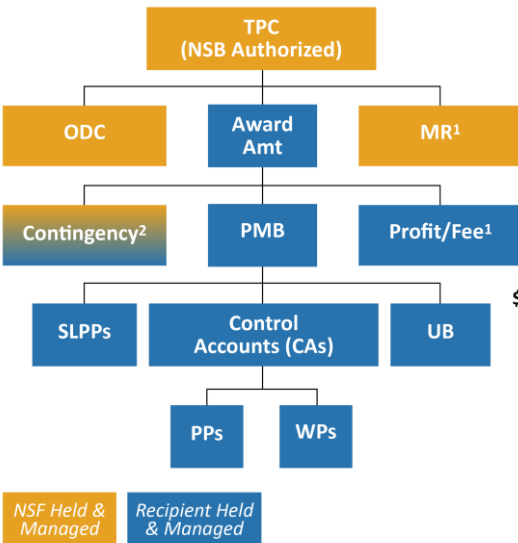 TPC
(NSB Authorized)
ODC
Award
Amt
MR¹
Contingency²
PMB
Profit/Fee¹
$
SLPPs
Control
Accounts (CAs)
UB
PPs
WPs
NSF Held &
Managed
Recipient Held
& Managed